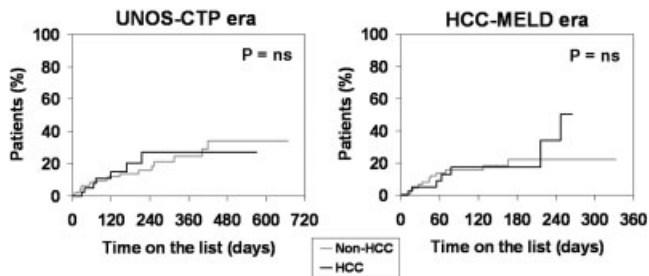 UNOS-CTP era
100
80
60
40
20
0
Patients (%)
P = ns
0 120 240 360 480 600 720
Time on the list (days)
HCC-MELD era
100
80
60
40
20
0
Patients (%)
P = ns
0 60 120 180 240 300 360
Time on the list (days)
Non-HCC
HCC